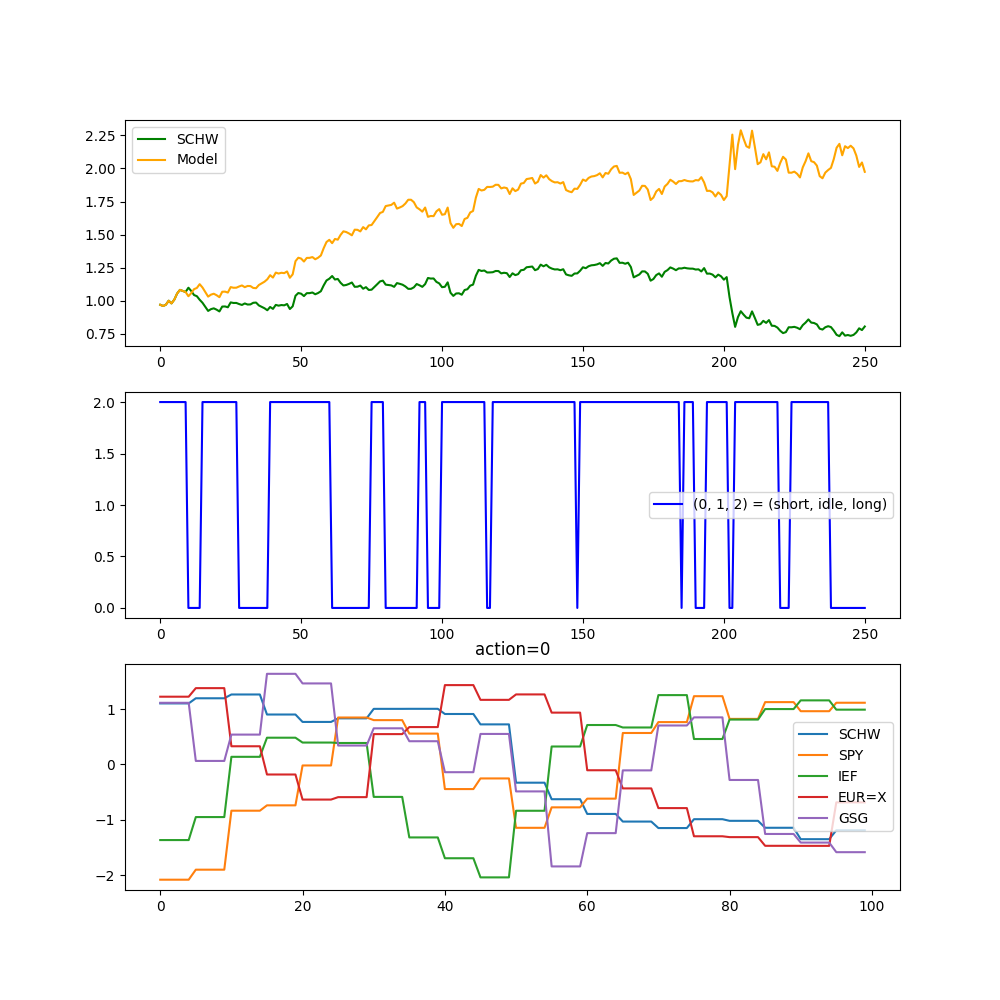 2.25
2.00
1.75
1.50
1.25
1.00
0.75
SCHW
Model
0 50 100 150 200 250
2.0
1.5
1.0
0.5
0.0
(0, 1, 2) = (short, idle, long)
0 50 100 150 200 250
action=0
1
0
−1
−2
SCHW
SPY
IEF
EUR=X
GSG
0 20 40 60 80 100